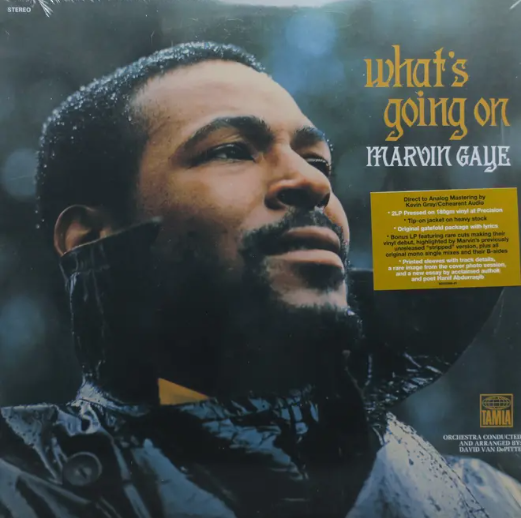 STEREO
what's
going on
MARVIN GAYE
Direct to Analog Mastering by
Kevin Gray/Cohearent Audio
* 2LP Pressed on 180gm vinyl at Precision
* Tip-on jacket on heavy stock
* Original gatefold package with lyrics
* Bonus LP featuring rare cuts making their
vinyl debut, highlighted by Marvin's previously
unreleased "stripped" version, plus all
original mono single mixes and their B-sides
* Printed sleeves with track details,
a rare image from the cover photo session,
and a new essay by acclaimed author
and poet Hanif Abdurraqib
TAMLA
ORCHESTRA CONDUCTED
AND ARRANGED BY
DAVID VAN DePITTE